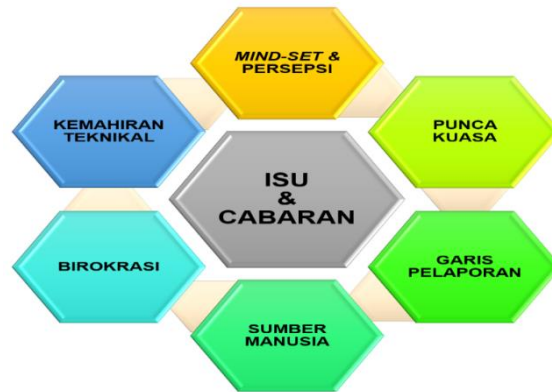 MIND-SET &
PERSEPSI
KEMAHIRAN
TEKNIKAL
PUNCA
KUASA
ISU
&
CABARAN
BIROKRASI
GARIS
PELAPORAN
SUMBER
MANUSIA